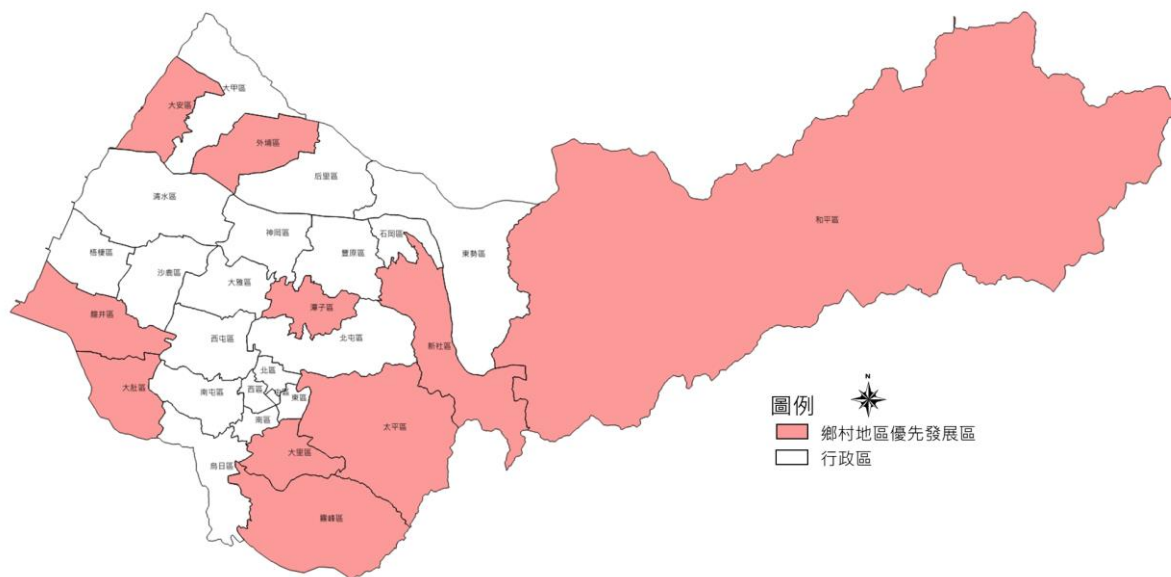 大甲區
大安區
外埔區
后里區
清水區
神岡區
石岡區
豐原區
東勢區
和平區
梧棲區
沙鹿區
大雅區
潭子區
龍井區
西屯區
北屯區
新社區
大肚區
南屯區
北區
西區
中區
東區
南區
太平區
大里區
烏日區
霧峰區
N
圖例
鄉村地區優先發展區
行政區